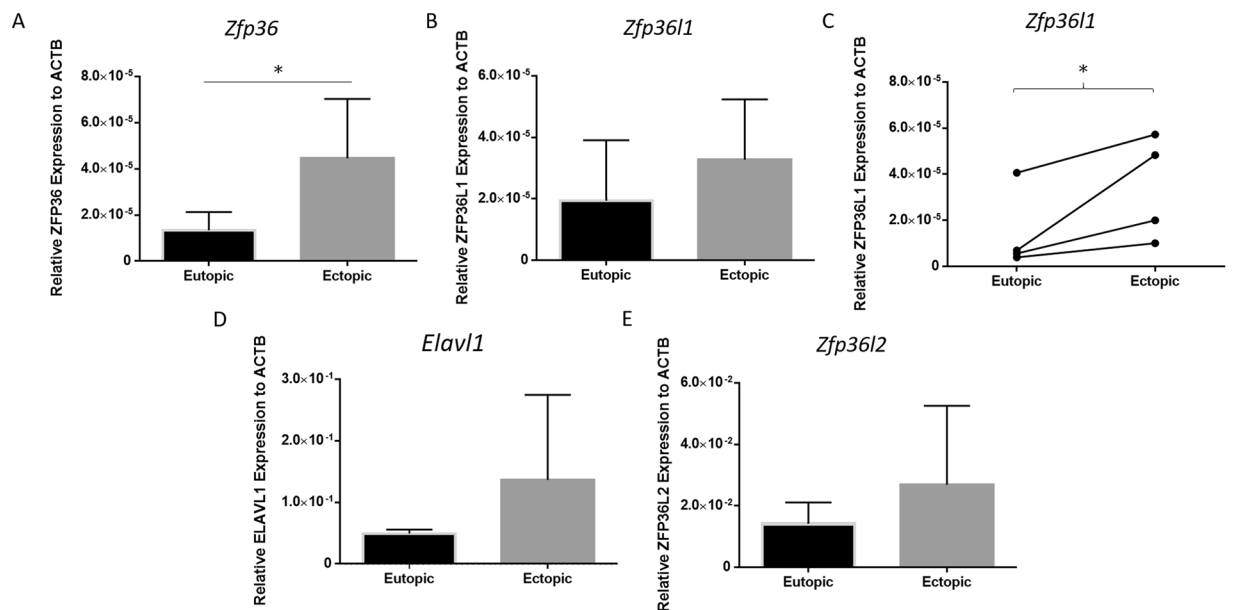 A
Zfp36
Relative ZFP36 Expression to ACTB
8.0×10⁻⁵
6.0×10⁻⁵
4.0×10⁻⁵
2.0×10⁻⁵
0
*
Eutopic
Ectopic
B
Zfp36l1
Relative ZFP36L1 Expression to ACTB
6.0×10⁻⁵
4.0×10⁻⁵
2.0×10⁻⁵
0
Eutopic
Ectopic
C
Zfp36l1
Relative ZFP36L1 Expression to ACTB
8.0×10⁻⁵
6.0×10⁻⁵
4.0×10⁻⁵
2.0×10⁻⁵
0
*
Eutopic
Ectopic
D
Elavl1
Relative ELAVL1 Expression to ACTB
3.0×10⁻¹
2.0×10⁻¹
1.0×10⁻¹
0
Eutopic
Ectopic
E
Zfp36l2
Relative ZFP36L2 Expression to ACTB
6.0×10⁻²
4.0×10⁻²
2.0×10⁻²
0
Eutopic
Ectopic